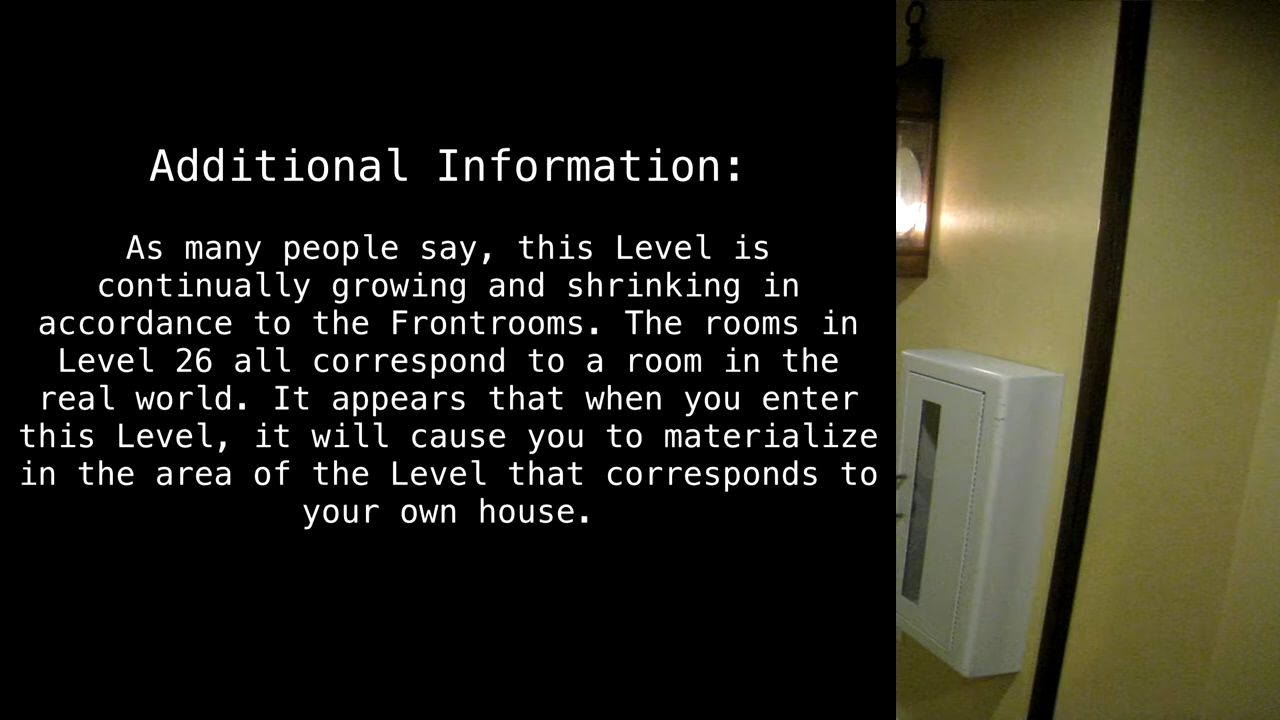 Additional Information:
As many people say, this Level is
continually growing and shrinking in
accordance to the Frontrooms. The rooms in
Level 26 all correspond to a room in the
real world. It appears that when you enter
this Level, it will cause you to materialize
in the area of the Level that corresponds to
your own house.